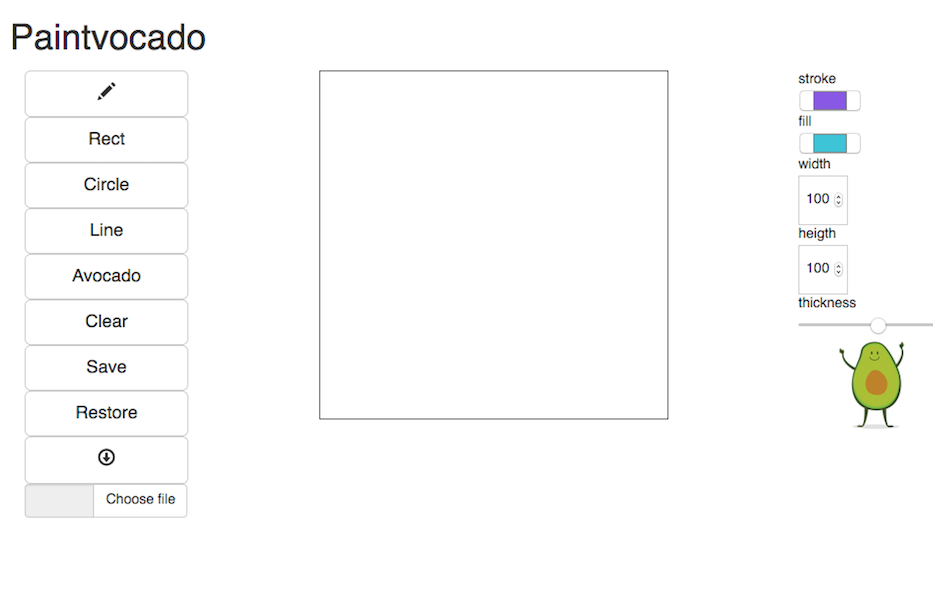 Paintvocado
Rect
Circle
Line
Avocado
Clear
Save
Restore
Choose file
stroke
fill
width
100
heigth
100
thickness